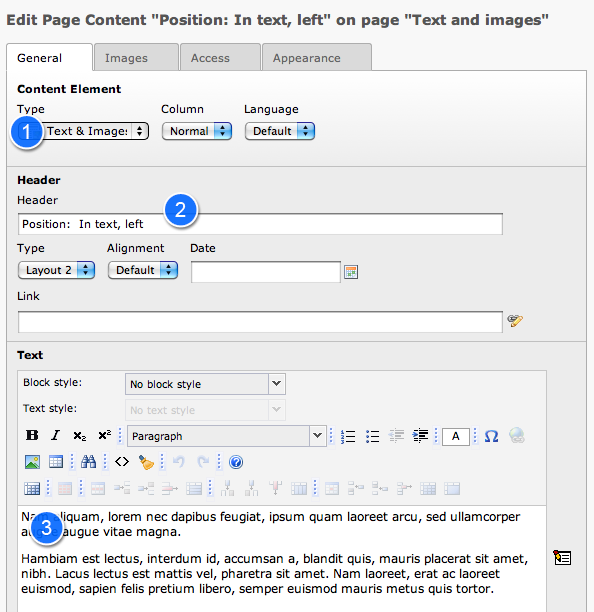 Edit Page Content "Position: In text, left" on page "Text and images"
General Images Access Appearance
Content Element
Type Column Language
1 Text & Image Normal Default
Header
Header
2
Position: In text, left
Type Alignment Date
Layout 2 Default
Link
Text
Block style: No block style
Text style: No text style
B I x₂ x² Paragraph A Ω
3
aliquam, lorem nec dapibus feugiat, ipsum quam laoreet arcu, sed ullamcorper
augue vitae magna.
Hambiam est lectus, interdum id, accumsan a, blandit quis, mauris placerat sit amet,
nibh. Lacus lectus est mattis vel, pharetra sit amet. Nam laoreet, erat ac laoreet
euismod, sapien felis pretium libero, semper euismod mauris metus quis tortor.